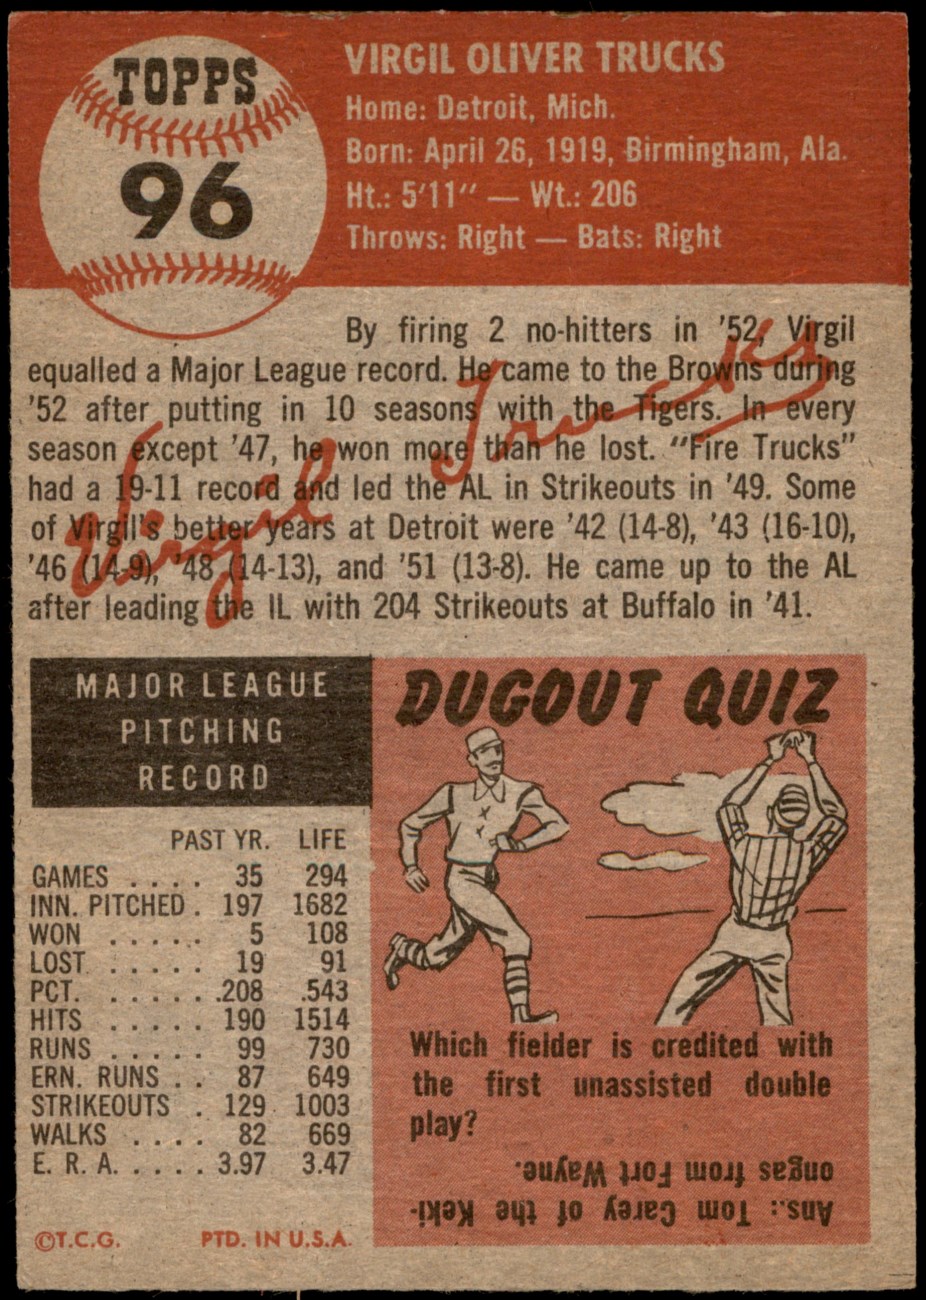 TOPPS
96
VIRGIL OLIVER TRUCKS
Home: Detroit, Mich.
Born: April 26, 1919, Birmingham, Ala.
Ht.: 5'11" — Wt.: 206
Throws: Right — Bats: Right
By firing 2 no-hitters in '52, Virgil
equalled a Major League record. He came to the Browns during
'52 after putting in 10 seasons with the Tigers. In every
season except '47, he won more than he lost. "Fire Trucks"
had a 19-11 record and led the AL in Strikeouts in '49. Some
of Virgil's better years at Detroit were '42 (14-8), '43 (16-10),
'46 (14-9), '48 (14-13), and '51 (13-8). He came up to the AL
after leading the IL with 204 Strikeouts at Buffalo in '41.
Virgil Trucks
MAJOR LEAGUE
PITCHING
RECORD
PAST YR. LIFE
GAMES . . . . 35 294
INN. PITCHED . 197 1682
WON . . . . . 5 108
LOST . . . . . 19 91
PCT. . . . . . .208 .543
HITS . . . . . 190 1514
RUNS . . . . . 99 730
ERN. RUNS . . 87 649
STRIKEOUTS . 129 1003
WALKS . . . . 82 669
E. R. A. . . . . 3.97 3.47
©T.C.G. PTD. IN U.S.A.
DUGOUT QUIZ
Which fielder is credited with
the first unassisted double
play?
Ans.: Tom Carey of the Keki-
ongas from Fort Wayne.